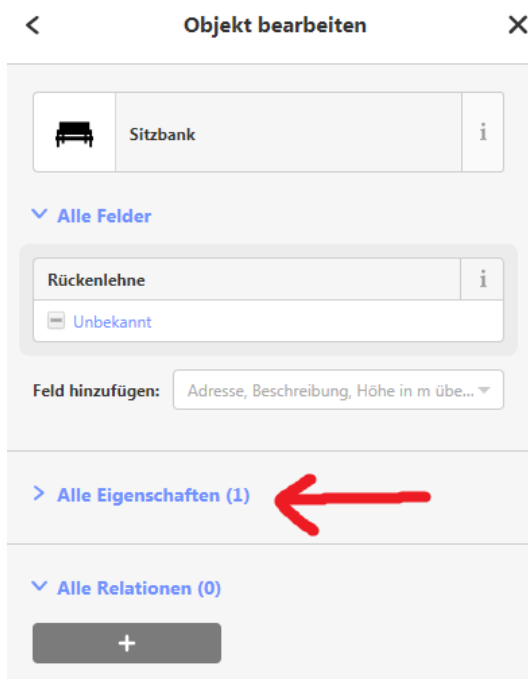 Objekt bearbeiten
Sitzbank
i
Alle Felder
Rückenlehne
i
Unbekannt
Feld hinzufügen: Adresse, Beschreibung, Höhe in m übe...
Alle Eigenschaften (1)
Alle Relationen (0)
+